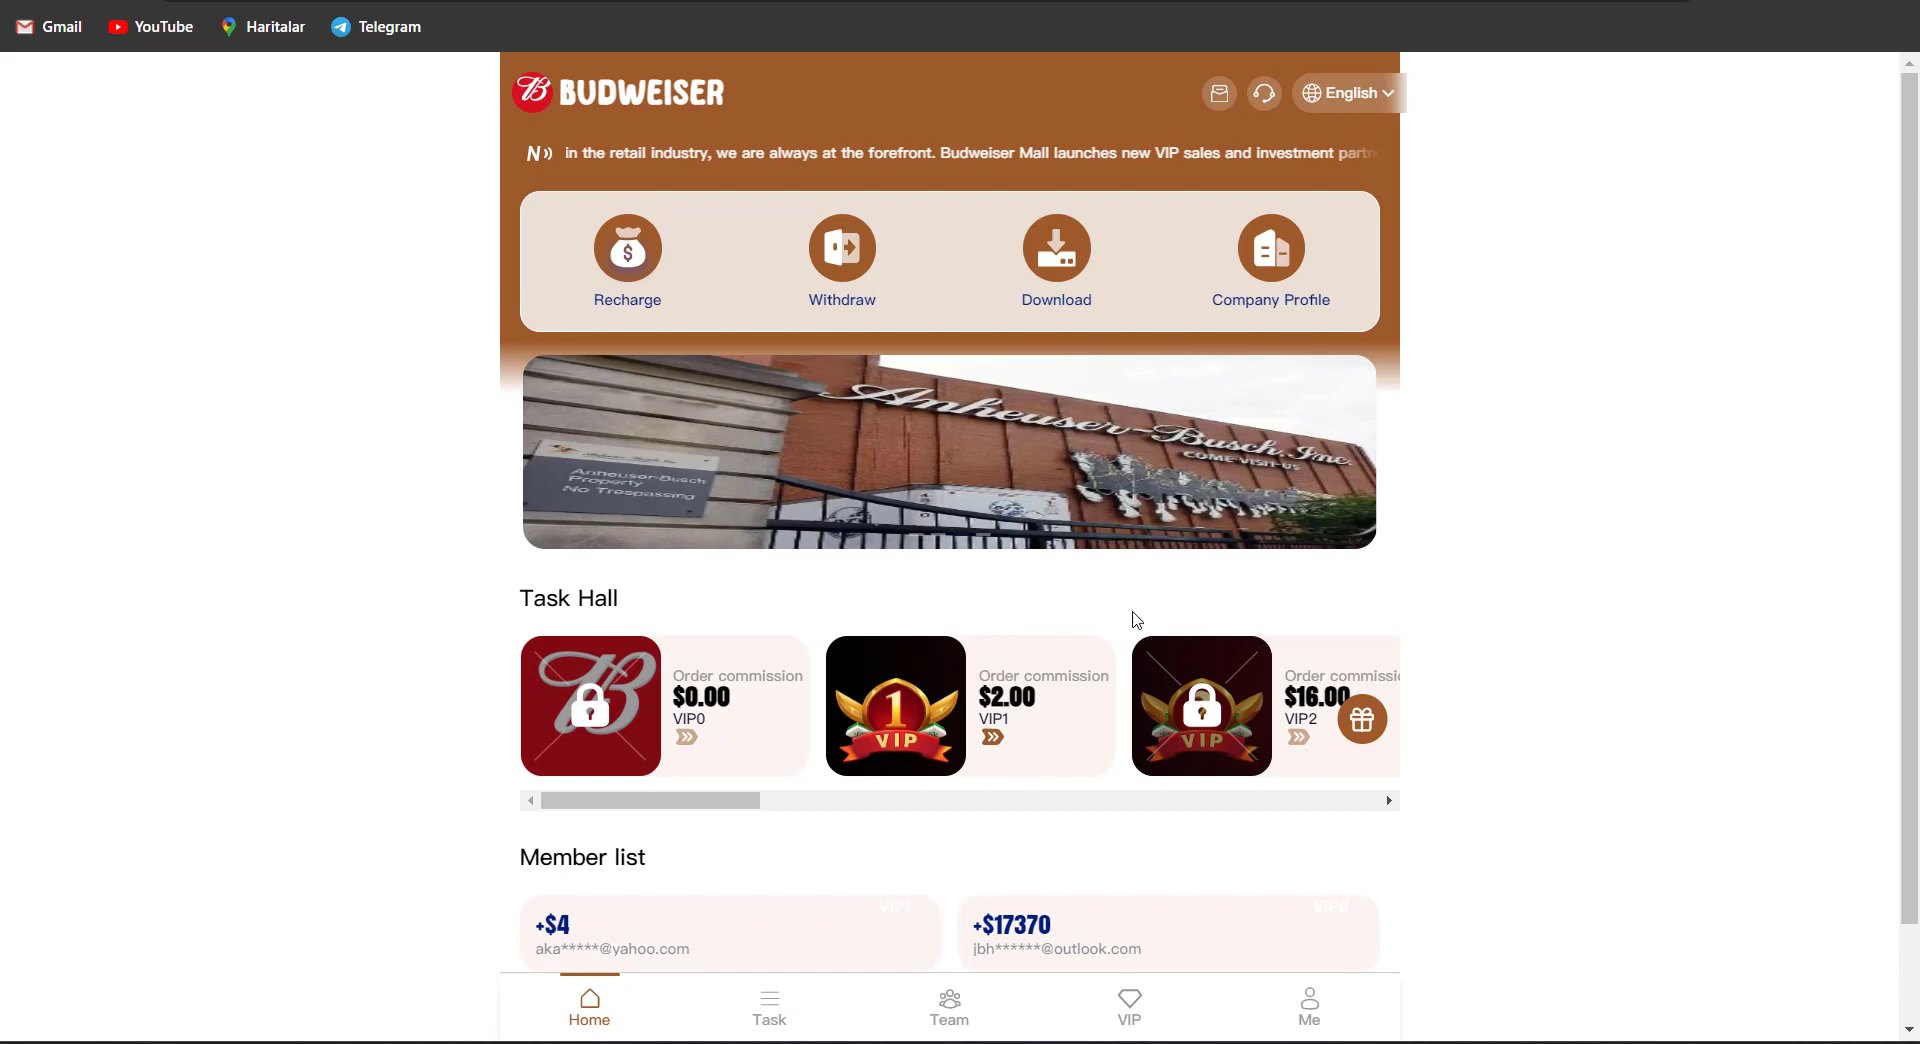 Gmail YouTube Haritalar Telegram
B BUDWEISER English
N in the retail industry, we are always at the forefront. Budweiser Mall launches new VIP sales and investment partn
Recharge Withdraw Download Company Profile
Anheuser-Busch, Inc.
COME VISIT US
Anheuser-Busch
Property
No Trespassing
Task Hall
B
Order commission
$0.00
VIP0
1
VIP
Order commission
$2.00
VIP1
VIP
Order commissi
$16.00
VIP2
Member list
+$4
aka*****@yahoo.com
+$17370
jbh******@outlook.com
Home Task Team VIP Me